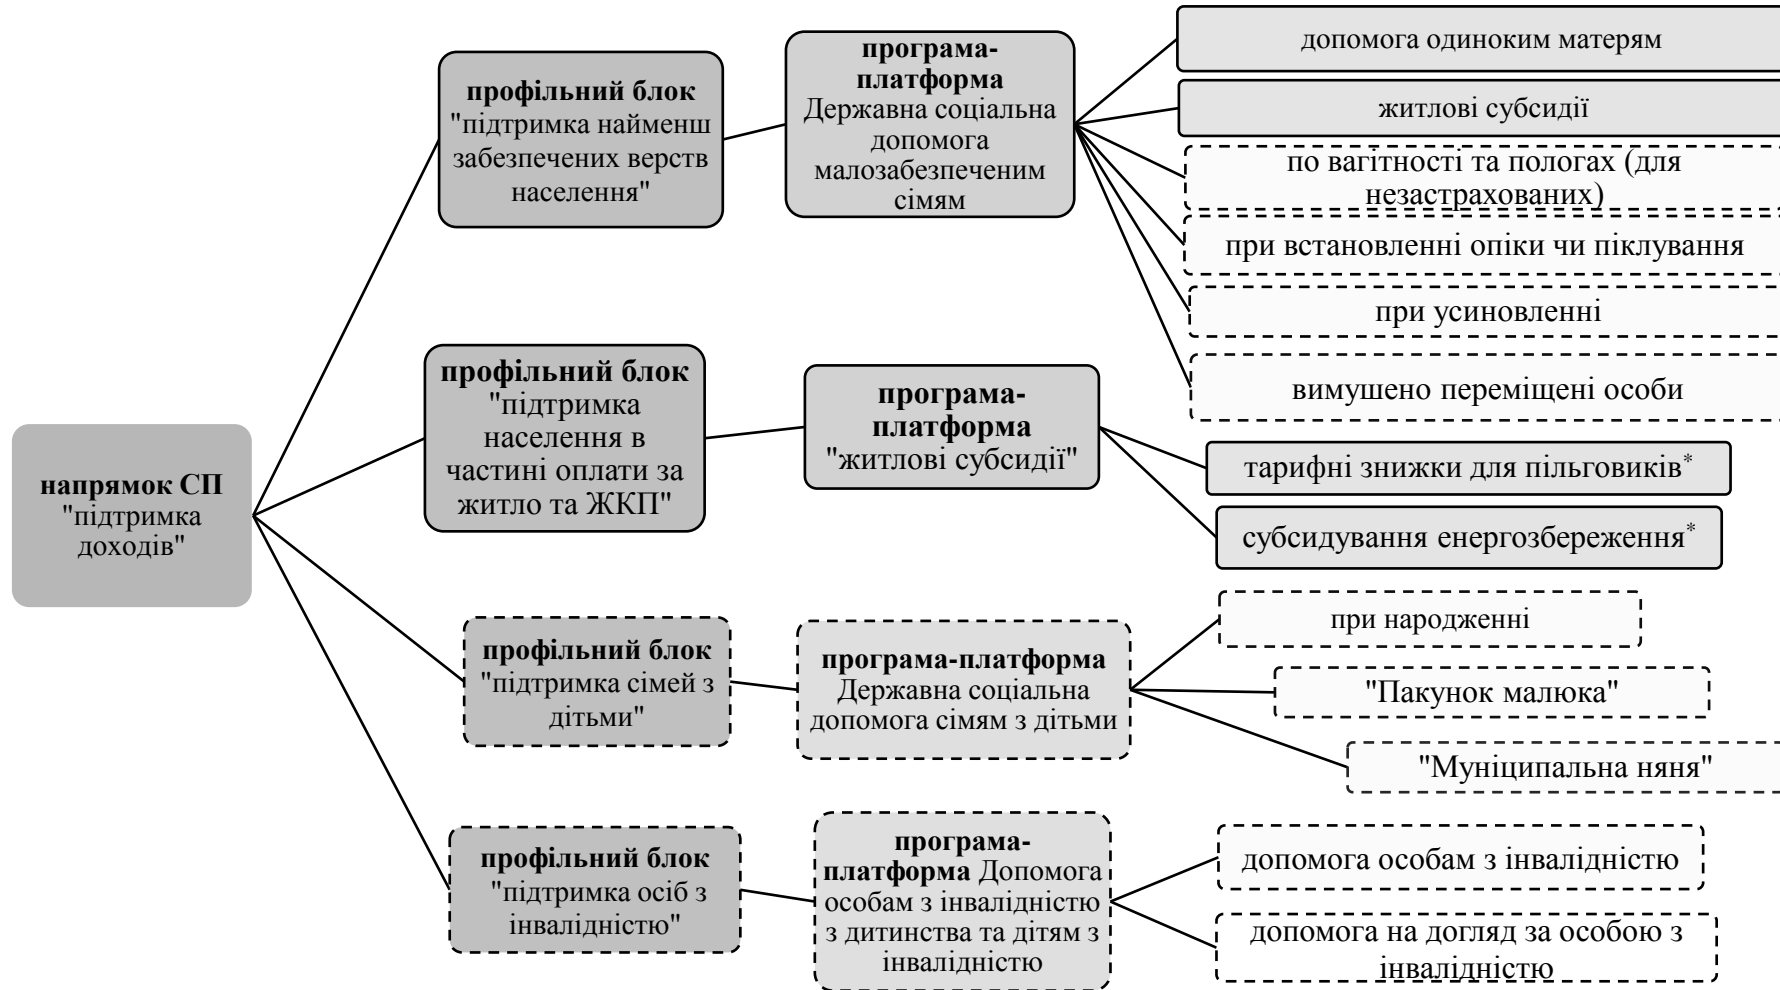 напрямок СП
"підтримка
доходів"
профільний блок
"підтримка найменш
забезпечених верств
населення"
програма-
платформа
Державна соціальна
допомога
малозабезпеченим
сімям
допомога одиноким матерям
житлові субсидії
по вагітності та пологах (для
незастрахованих)
при встановленні опіки чи піклування
при усиновленні
вимушено переміщені особи
профільний блок
"підтримка
населення в
частині оплати за
житло та ЖКП"
програма-
платформа
"житлові субсидії"
тарифні знижки для пільговиків*
субсидування енергозбереження*
профільний блок
"підтримка сімей з
дітьми"
програма-платформа
Державна соціальна
допомога сімям з дітьми
при народженні
"Пакунок малюка"
"Муніципальна няня"
профільний блок
"підтримка осіб з
інвалідністю"
програма-
платформа Допомога
особам з інвалідністю
з дитинства та дітям з
інвалідністю
допомога особам з інвалідністю
допомога на догляд за особою з
інвалідністю